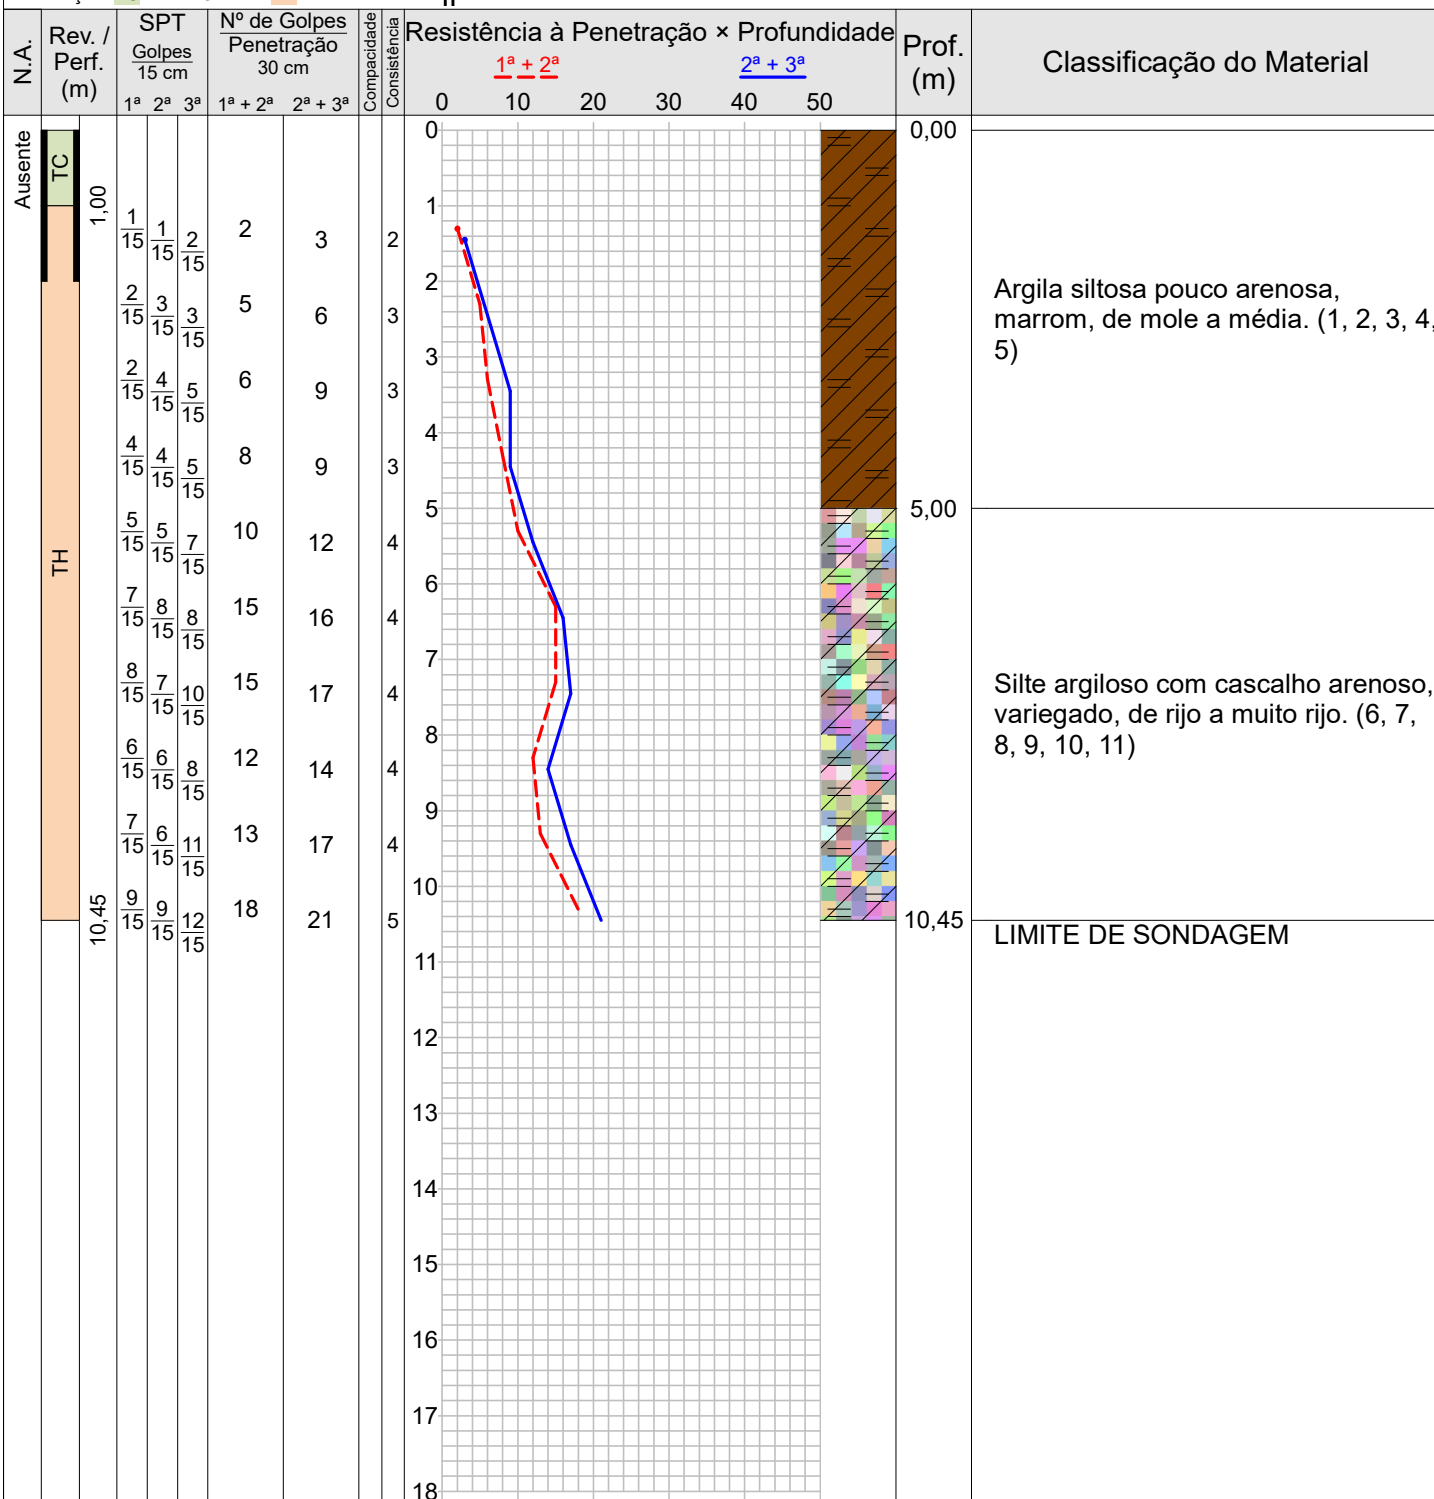 N.A.
Rev. /
Perf.
(m)
SPT
Golpes
15 cm
1ª 2ª 3ª
Nº de Golpes
Penetração
30 cm
1ª + 2ª 2ª + 3ª
Compacidade
Consistência
Resistência à Penetração × Profundidade
1ª + 2ª 2ª + 3ª
0 10 20 30 40 50
Prof.
(m)
Classificação do Material
Ausente
TC
1,00
TH
10,45
1/15 1/15 2/15 2 3 2
2/15 3/15 3/15 5 6 3
2/15 4/15 5/15 6 9 3
4/15 4/15 5/15 8 9 3
5/15 5/15 7/15 10 12 4
7/15 8/15 8/15 15 16 4
8/15 7/15 10/15 15 17 4
6/15 6/15 8/15 12 14 4
7/15 6/15 11/15 13 17 4
9/15 9/15 12/15 18 21 5
0
1
2
3
4
5
6
7
8
9
10
11
12
13
14
15
16
17
18
0,00
Argila siltosa pouco arenosa,
marrom, de mole a média. (1, 2, 3, 4,
5)
5,00
Silte argiloso com cascalho arenoso,
variegado, de rijo a muito rijo. (6, 7,
8, 9, 10, 11)
10,45
LIMITE DE SONDAGEM